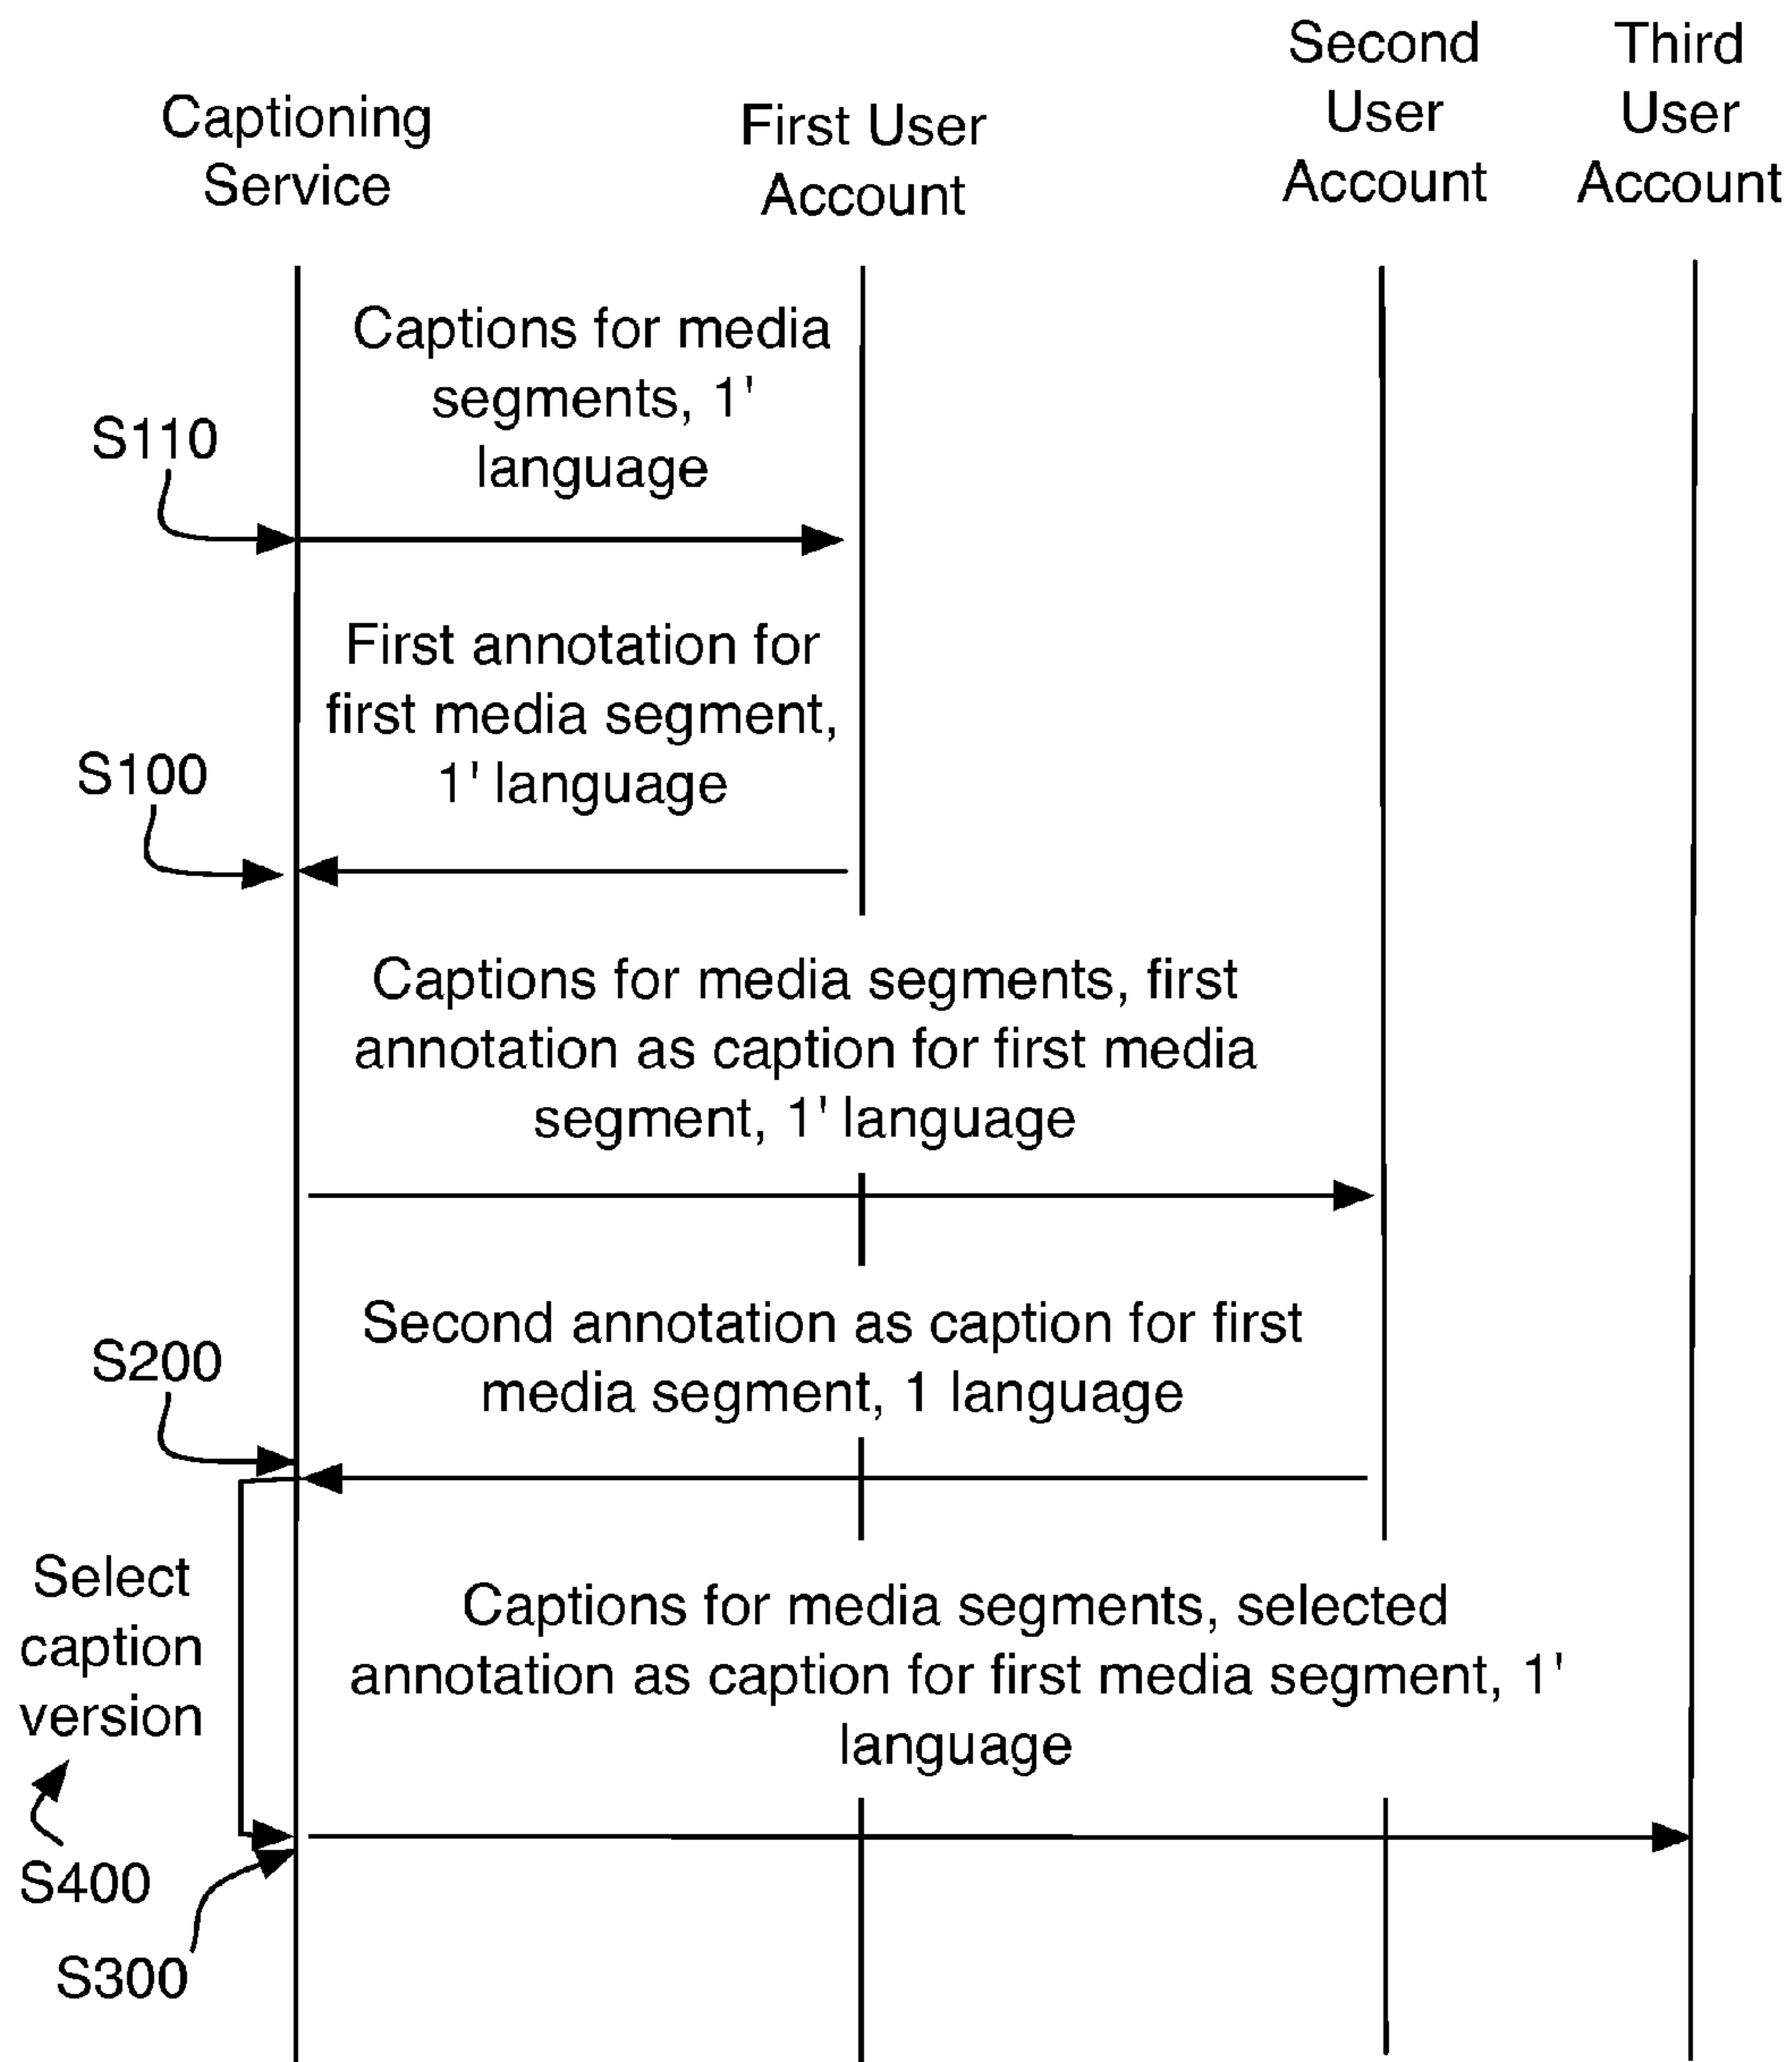 Captioning
Service
First User
Account
Second
User
Account
Third
User
Account
Captions for media
segments, 1'
language
S110
First annotation for
first media segment,
1' language
S100
Captions for media segments, first
annotation as caption for first media
segment, 1' language
Second annotation as caption for first
media segment, 1 language
S200
Select
caption
version
Captions for media segments, selected
annotation as caption for first media segment, 1'
language
S400
S300